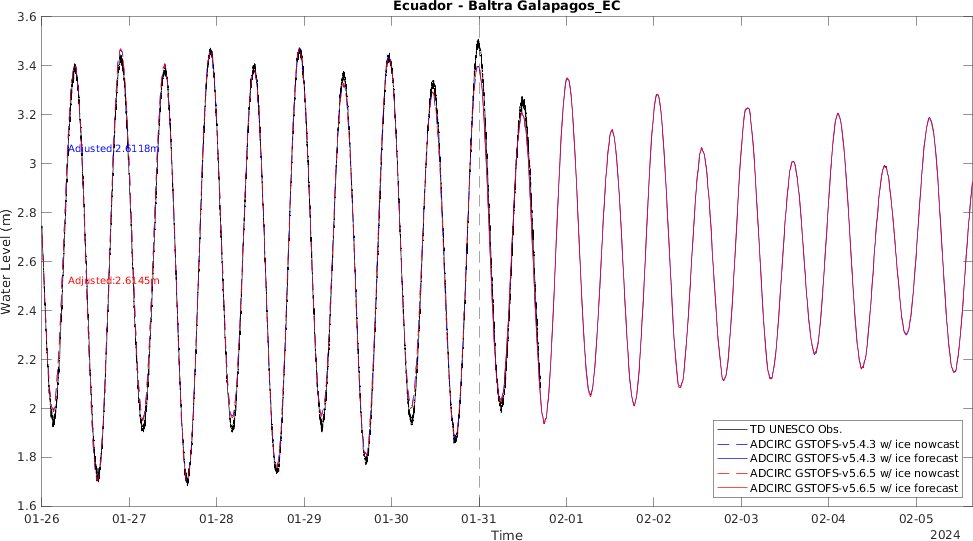 Ecuador - Baltra Galapagos_EC
3.6
3.4
3.2
3
2.8
2.6
2.4
2.2
2
1.8
1.6
Water Level (m)
Adjusted:2.6118m
Adjusted:2.6145m
TD UNESCO Obs.
ADCIRC GSTOFS-v5.4.3 w/ ice nowcast
ADCIRC GSTOFS-v5.4.3 w/ ice forecast
ADCIRC GSTOFS-v5.6.5 w/ ice nowcast
ADCIRC GSTOFS-v5.6.5 w/ ice forecast
01-26 01-27 01-28 01-29 01-30 01-31 02-01 02-02 02-03 02-04 02-05
Time
2024